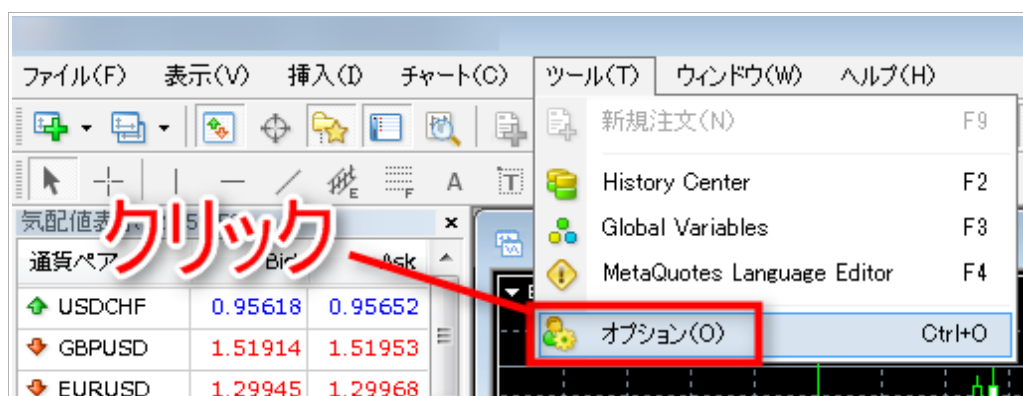 ファイル(F) 表示(V) 挿入(I) チャート(C) ツール(T) ウィンドウ(W) ヘルプ(H)
新規注文(N) F9
E F A T
History Center F2
気配値
クリック
Global Variables F3
通貨ペア Bid Ask
MetaQuotes Language Editor F4
USDCHF 0.95618 0.95652
オプション(O) Ctrl+O
GBPUSD 1.51914 1.51953
EURUSD 1.29945 1.29968